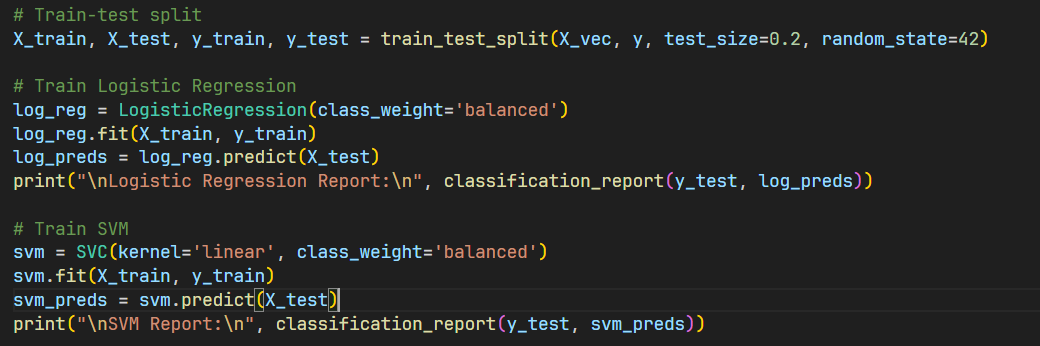 # Train-test split
X_train, X_test, y_train, y_test = train_test_split(X_vec, y, test_size=0.2, random_state=42)
# Train Logistic Regression
log_reg = LogisticRegression(class_weight='balanced')
log_reg.fit(X_train, y_train)
log_preds = log_reg.predict(X_test)
print("\nLogistic Regression Report:\n", classification_report(y_test, log_preds))
# Train SVM
svm = SVC(kernel='linear', class_weight='balanced')
svm.fit(X_train, y_train)
svm_preds = svm.predict(X_test)
print("\nSVM Report:\n", classification_report(y_test, svm_preds))